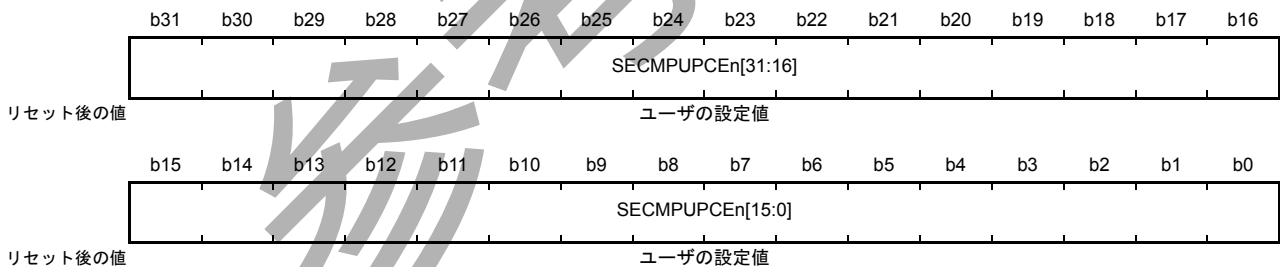 b31 b30 b29 b28 b27 b26 b25 b24 b23 b22 b21 b20 b19 b18 b17 b16
SECMPUPCEn[31:16]
リセット後の値 ユーザの設定値
b15 b14 b13 b12 b11 b10 b9 b8 b7 b6 b5 b4 b3 b2 b1 b0
SECMPUPCEn[15:0]
リセット後の値 ユーザの設定値